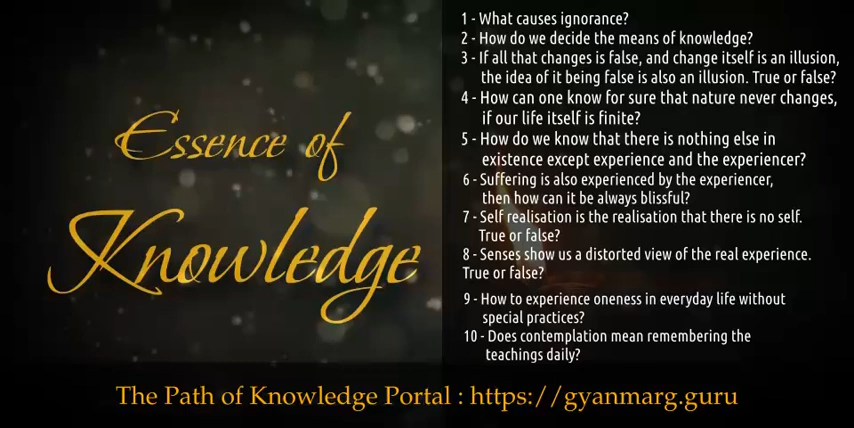 Essence of
Knowledge
1 - What causes ignorance?
2 - How do we decide the means of knowledge?
3 - If all that changes is false, and change itself is an illusion,
the idea of it being false is also an illusion. True or false?
4 - How can one know for sure that nature never changes,
if our life itself is finite?
5 - How do we know that there is nothing else in
existence except experience and the experiencer?
6 - Suffering is also experienced by the experiencer,
then how can it be always blissful?
7 - Self realisation is the realisation that there is no self.
True or false?
8 - Senses show us a distorted view of the real experience.
True or false?
9 - How to experience oneness in everyday life without
special practices?
10 - Does contemplation mean remembering the
teachings daily?
The Path of Knowledge Portal : https://gyanmarg.guru